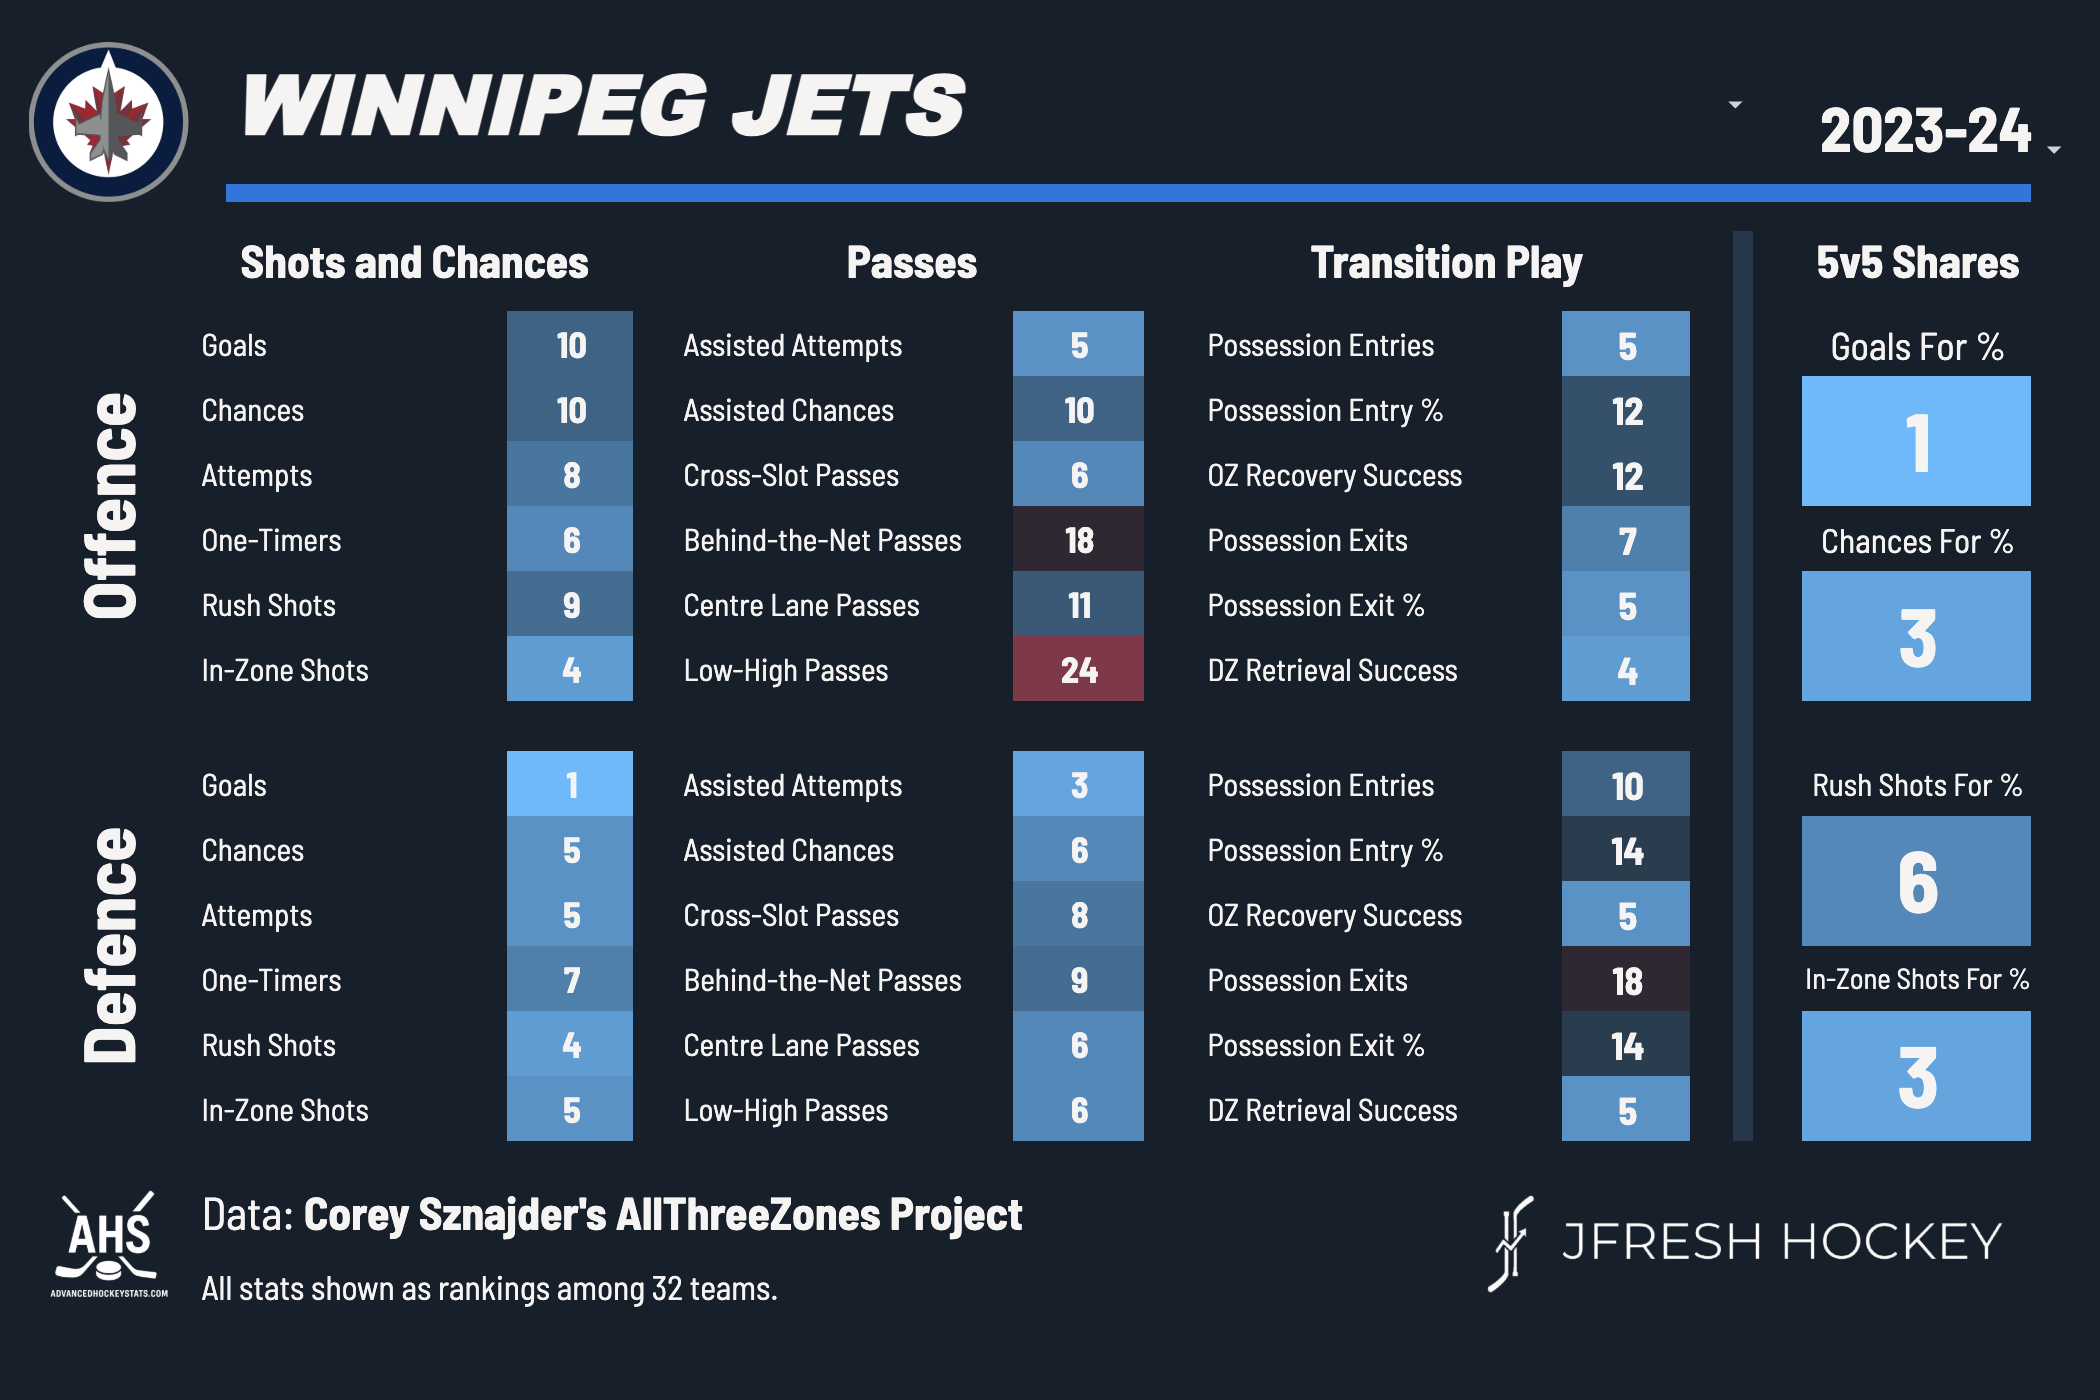 WINNIPEG JETS
2023-24
Shots and Chances Passes Transition Play 5v5 Shares
Offence
Goals 10 Assisted Attempts 5 Possession Entries 5
Chances 10 Assisted Chances 10 Possession Entry % 12
Attempts 8 Cross-Slot Passes 6 OZ Recovery Success 12
One-Timers 6 Behind-the-Net Passes 18 Possession Exits 7
Rush Shots 9 Centre Lane Passes 11 Possession Exit % 5
In-Zone Shots 4 Low-High Passes 24 DZ Retrieval Success 4
Goals For %
1
Chances For %
3
Defence
Goals 1 Assisted Attempts 3 Possession Entries 10
Chances 5 Assisted Chances 6 Possession Entry % 14
Attempts 5 Cross-Slot Passes 8 OZ Recovery Success 5
One-Timers 7 Behind-the-Net Passes 9 Possession Exits 18
Rush Shots 4 Centre Lane Passes 6 Possession Exit % 14
In-Zone Shots 5 Low-High Passes 6 DZ Retrieval Success 5
Rush Shots For %
6
In-Zone Shots For %
3
AHS
ADVANCEDHOCKEYSTATS.COM
Data: Corey Sznajder's AllThreeZones Project
All stats shown as rankings among 32 teams.
JFRESH HOCKEY